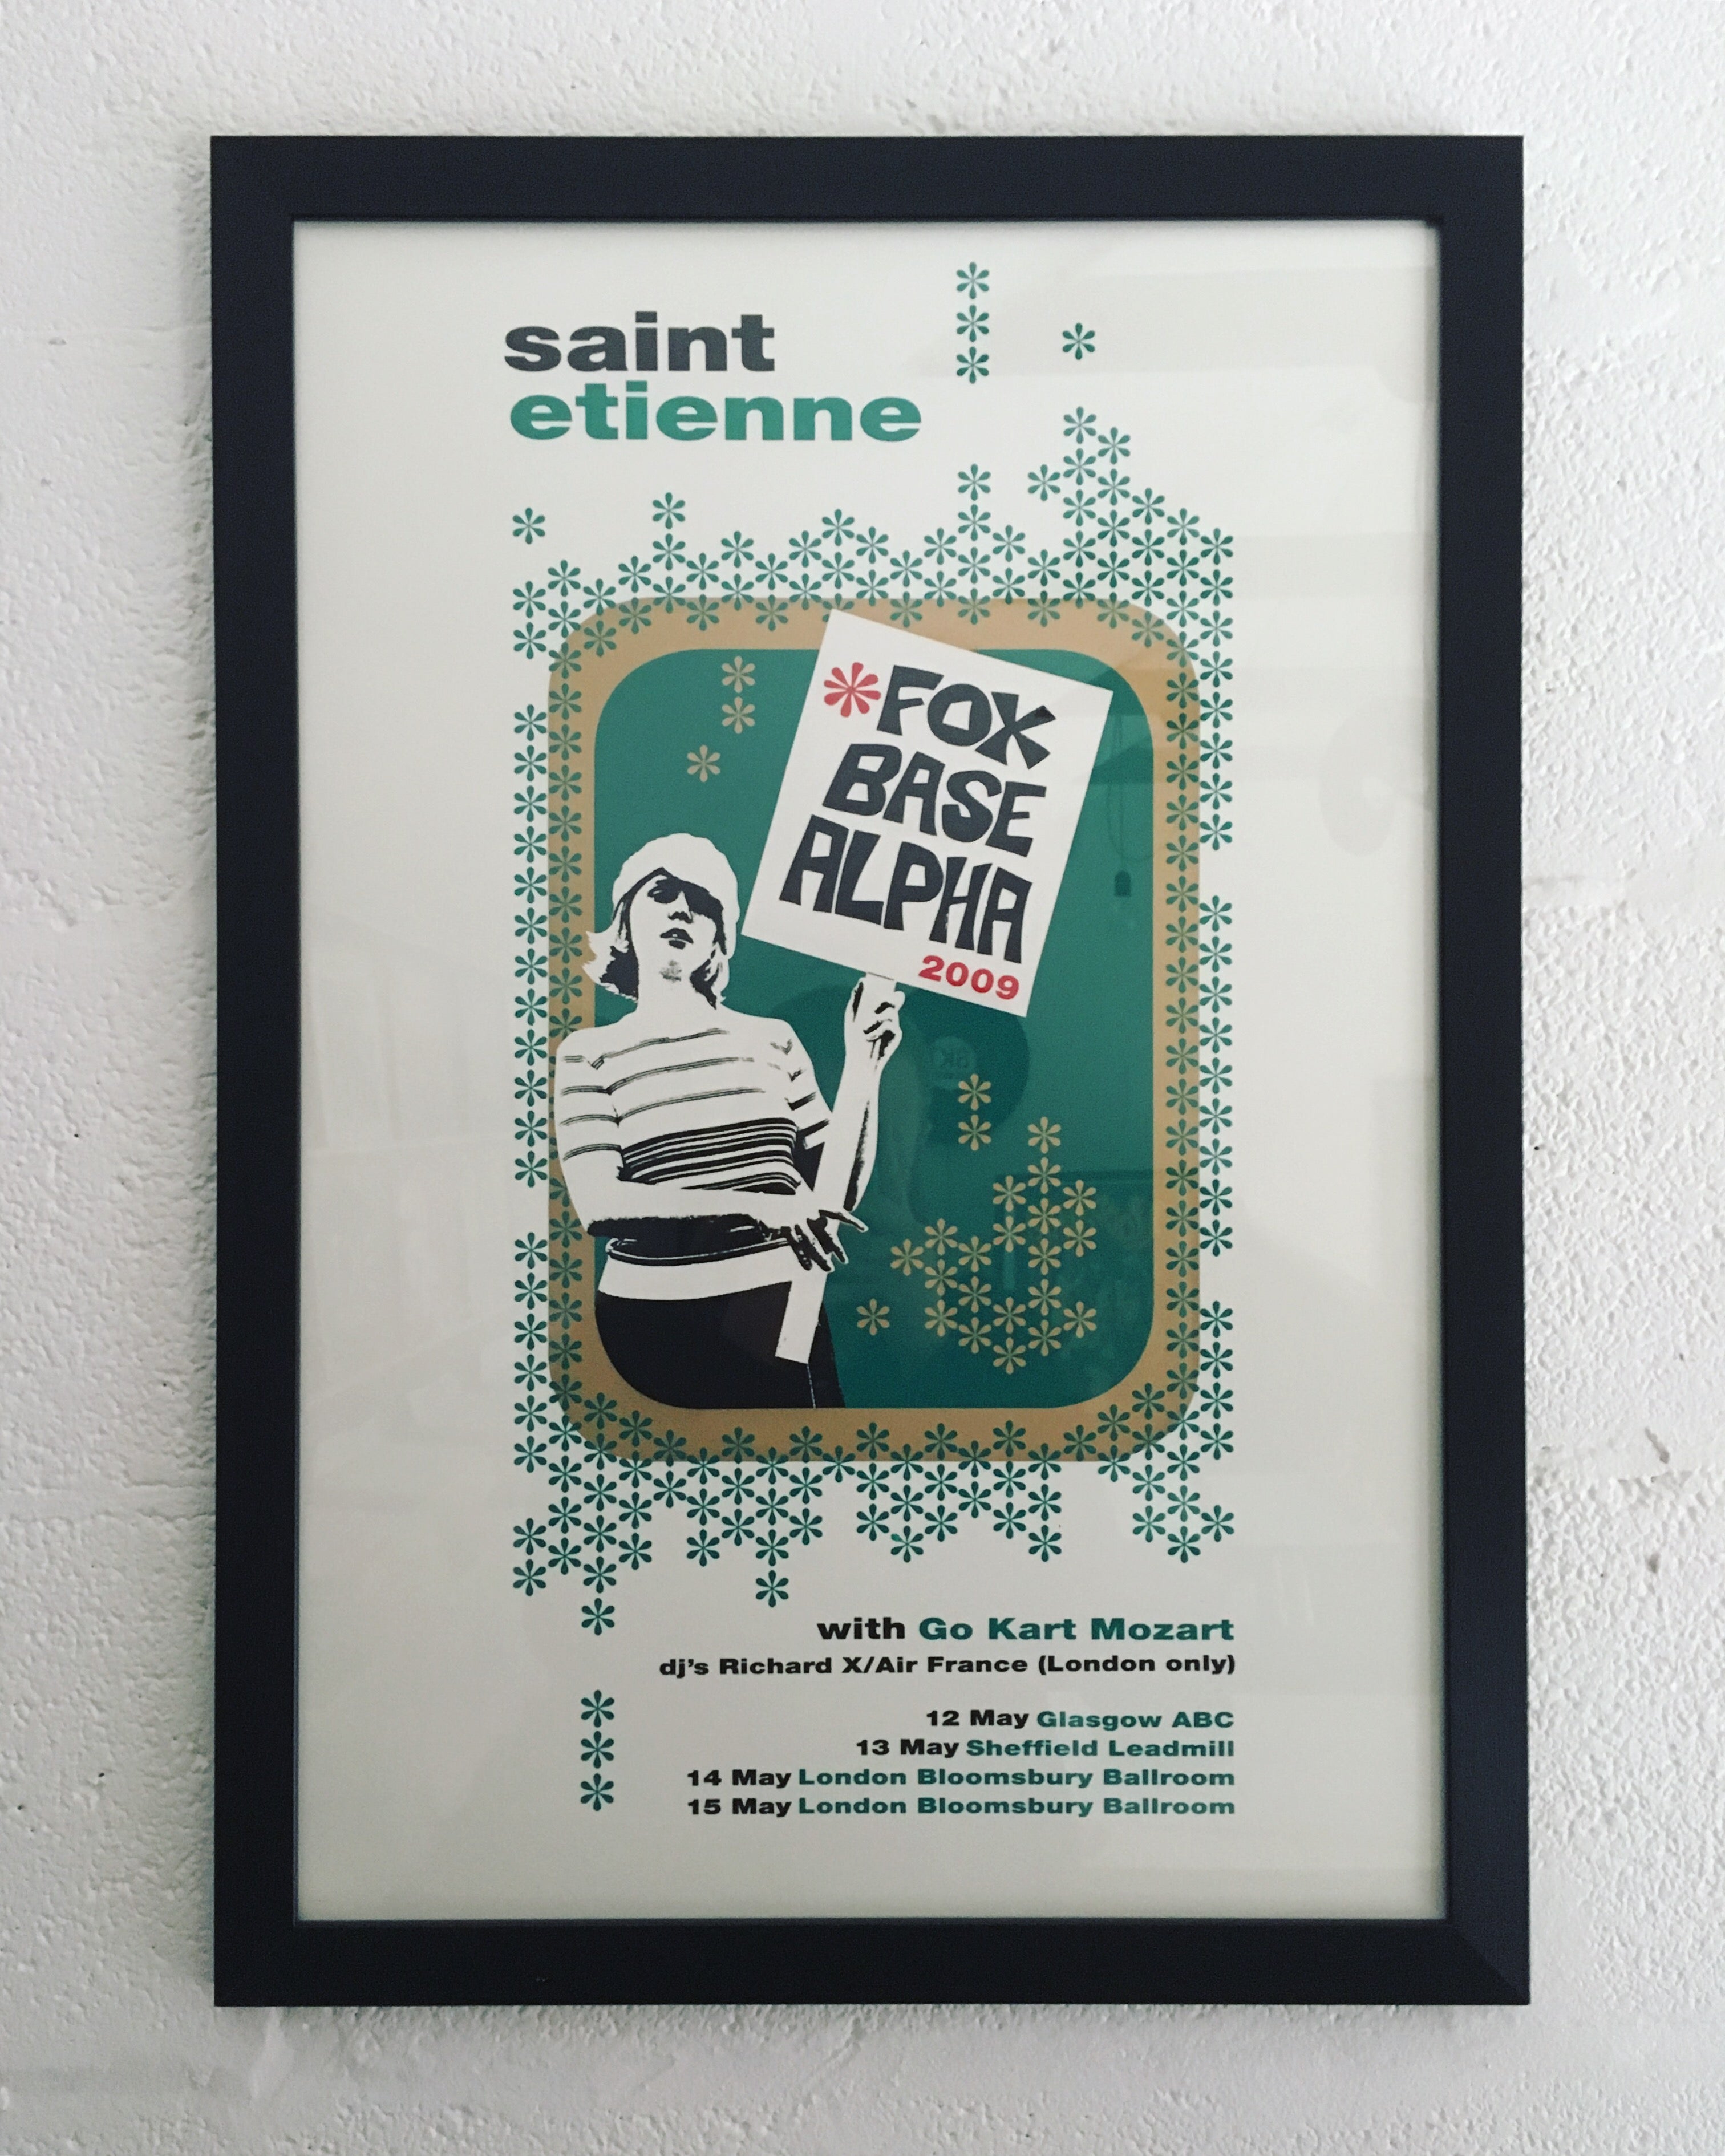 saint
etienne
*FOX
BASE
ALPHA
2009
with Go Kart Mozart
dj's Richard X/Air France (London only)
12 May Glasgow ABC
13 May Sheffield Leadmill
14 May London Bloomsbury Ballroom
15 May London Bloomsbury Ballroom